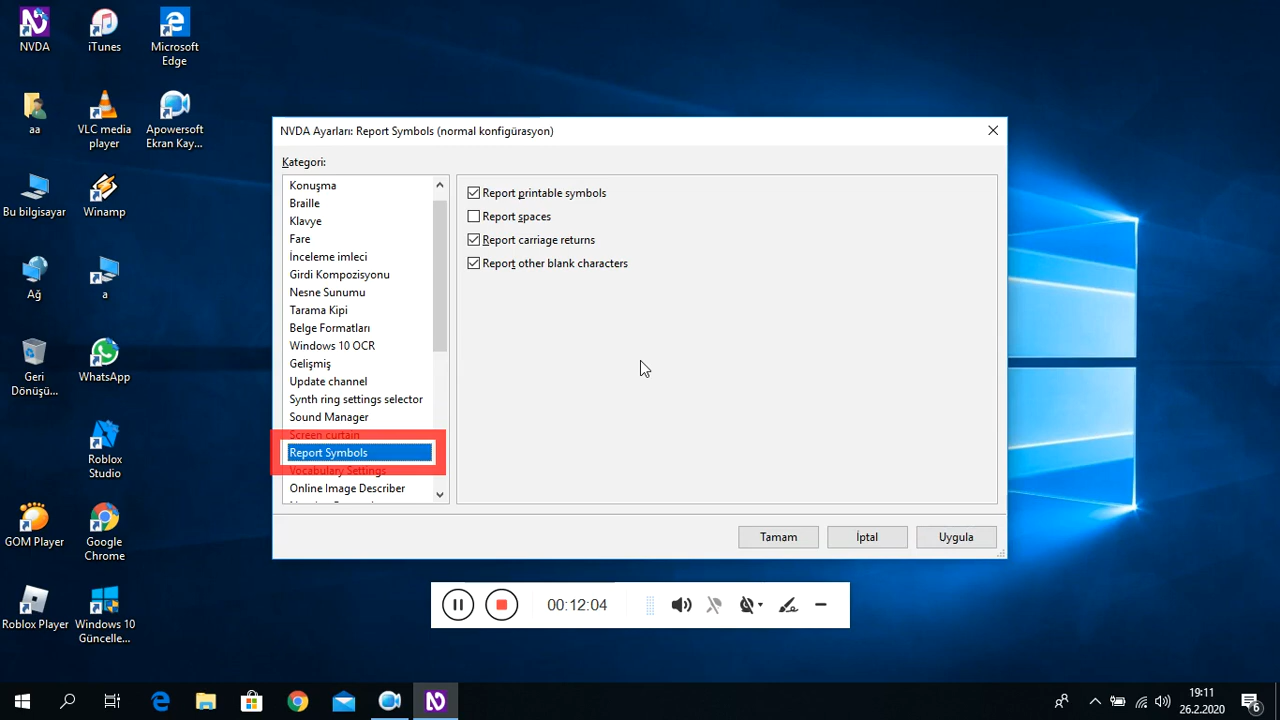 NVDA
iTunes
Microsoft
Edge
aa
VLC media
player
Apowersoft
Ekran Kay...
Bu bilgisayar
Winamp
Ağ
a
Geri
Dönüşü...
WhatsApp
Roblox
Studio
GOM Player
Google
Chrome
Roblox Player
Windows 10
Güncelle...
NVDA Ayarları: Report Symbols (normal konfigürasyon)
Kategori:
Konuşma
Braille
Klavye
Fare
İnceleme imleci
Girdi Kompozisyonu
Nesne Sunumu
Tarama Kipi
Belge Formatları
Windows 10 OCR
Gelişmiş
Update channel
Synth ring settings selector
Sound Manager
Screen curtain
Report Symbols
Vocabulary Settings
Online Image Describer
Report printable symbols
Report spaces
Report carriage returns
Report other blank characters
Tamam
İptal
Uygula
00:12:04
19:11
26.2.2020
6